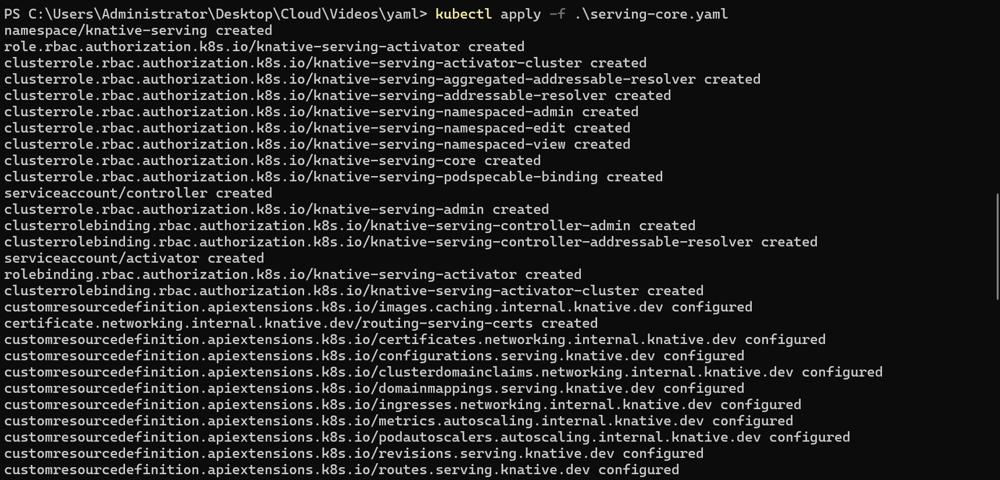 PS C:\Users\Administrator\Desktop\Cloud\Videos\yaml> kubectl apply -f .\serving-core.yaml
namespace/knative-serving created
role.rbac.authorization.k8s.io/knative-serving-activator created
clusterrole.rbac.authorization.k8s.io/knative-serving-activator-cluster created
clusterrole.rbac.authorization.k8s.io/knative-serving-aggregated-addressable-resolver created
clusterrole.rbac.authorization.k8s.io/knative-serving-addressable-resolver created
clusterrole.rbac.authorization.k8s.io/knative-serving-namespaced-admin created
clusterrole.rbac.authorization.k8s.io/knative-serving-namespaced-edit created
clusterrole.rbac.authorization.k8s.io/knative-serving-namespaced-view created
clusterrole.rbac.authorization.k8s.io/knative-serving-core created
clusterrole.rbac.authorization.k8s.io/knative-serving-podspecable-binding created
serviceaccount/controller created
clusterrole.rbac.authorization.k8s.io/knative-serving-admin created
clusterrolebinding.rbac.authorization.k8s.io/knative-serving-controller-admin created
clusterrolebinding.rbac.authorization.k8s.io/knative-serving-controller-addressable-resolver created
serviceaccount/activator created
rolebinding.rbac.authorization.k8s.io/knative-serving-activator created
clusterrolebinding.rbac.authorization.k8s.io/knative-serving-activator-cluster created
customresourcedefinition.apiextensions.k8s.io/images.caching.internal.knative.dev configured
certificate.networking.internal.knative.dev/routing-serving-certs created
customresourcedefinition.apiextensions.k8s.io/certificates.networking.internal.knative.dev configured
customresourcedefinition.apiextensions.k8s.io/configurations.serving.knative.dev configured
customresourcedefinition.apiextensions.k8s.io/clusterdomainclaims.networking.internal.knative.dev configured
customresourcedefinition.apiextensions.k8s.io/domainmappings.serving.knative.dev configured
customresourcedefinition.apiextensions.k8s.io/ingresses.networking.internal.knative.dev configured
customresourcedefinition.apiextensions.k8s.io/metrics.autoscaling.internal.knative.dev configured
customresourcedefinition.apiextensions.k8s.io/podautoscalers.autoscaling.internal.knative.dev configured
customresourcedefinition.apiextensions.k8s.io/revisions.serving.knative.dev configured
customresourcedefinition.apiextensions.k8s.io/routes.serving.knative.dev configured